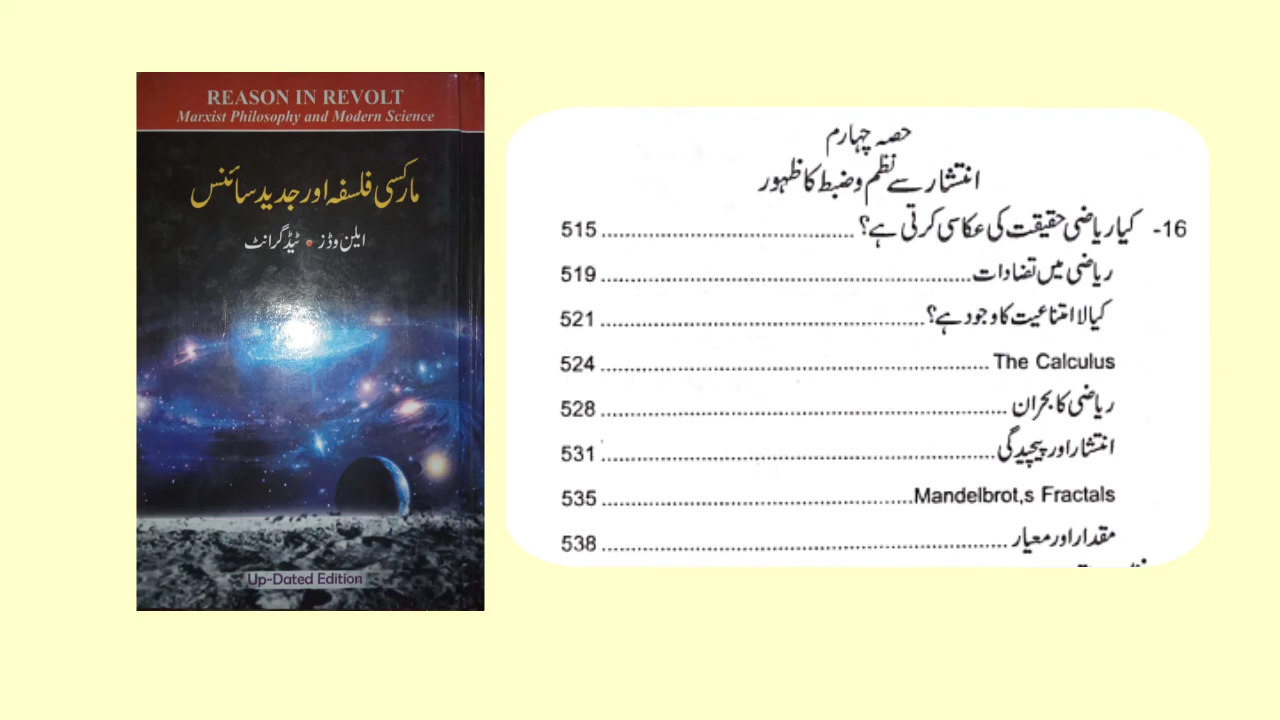 REASON IN REVOLT
Marxist Philosophy and Modern Science
مارکسی فلسفہ اور جدید سائنس
ایلن وڈز • ٹیڈ گرانٹ
Up-Dated Edition
حصہ چہارم
انتشار سے نظم و ضبط کا ظہور
16- کیا ریاضی حقیقت کی عکاسی کرتی ہے؟ 515
ریاضی میں تضادات 519
کیا لا امتناعیت کا وجود ہے؟ 521
The Calculus 524
ریاضی کا بحران 528
انتشار اور پیچیدگی 531
Mandelbrot,s Fractals 535
مقدار اور معیار 538